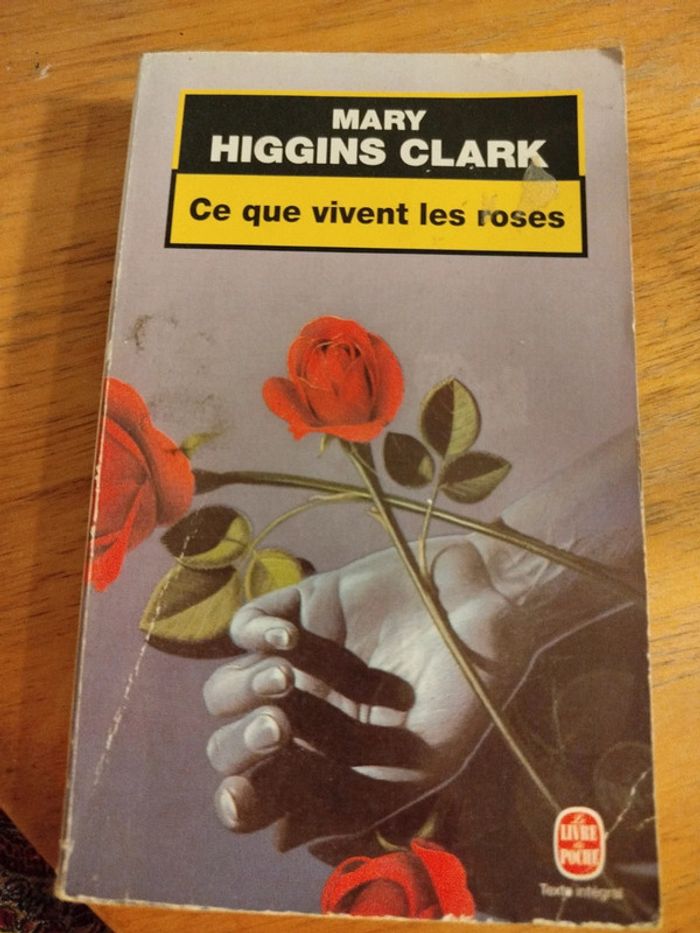 MARY
HIGGINS CLARK
Ce que vivent les roses
Le
LIVRE
de
POCHE
Texte intégral